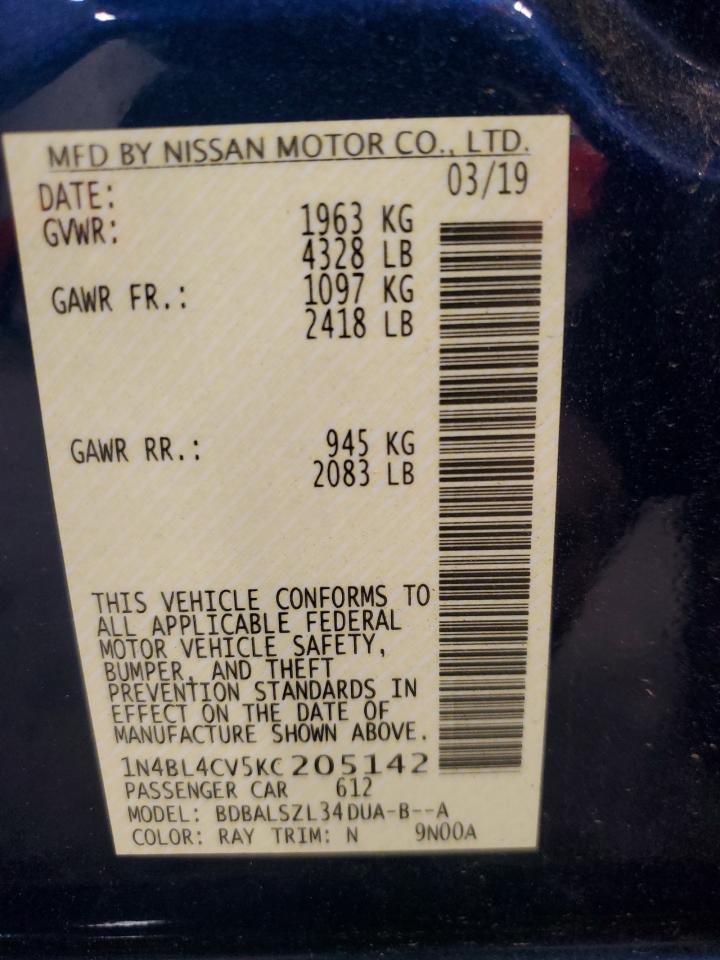 MFD BY NISSAN MOTOR CO., LTD.
DATE: 03/19
GVWR: 1963 KG
4328 LB
GAWR FR.: 1097 KG
2418 LB
GAWR RR.: 945 KG
2083 LB
THIS VEHICLE CONFORMS TO
ALL APPLICABLE FEDERAL
MOTOR VEHICLE SAFETY,
BUMPER, AND THEFT
PREVENTION STANDARDS IN
EFFECT ON THE DATE OF
MANUFACTURE SHOWN ABOVE.
1N4BL4CV5KC205142
PASSENGER CAR 612
MODEL: BDBALSZL34DUA-B--A
COLOR: RAY TRIM: N 9N00A